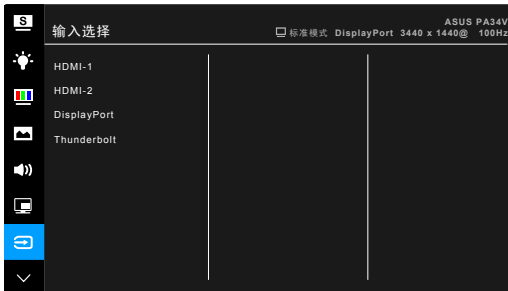 S
输入选择
ASUS PA34V
标准模式 DisplayPort 3440 x 1440@ 100Hz
HDMI-1
HDMI-2
DisplayPort
Thunderbolt